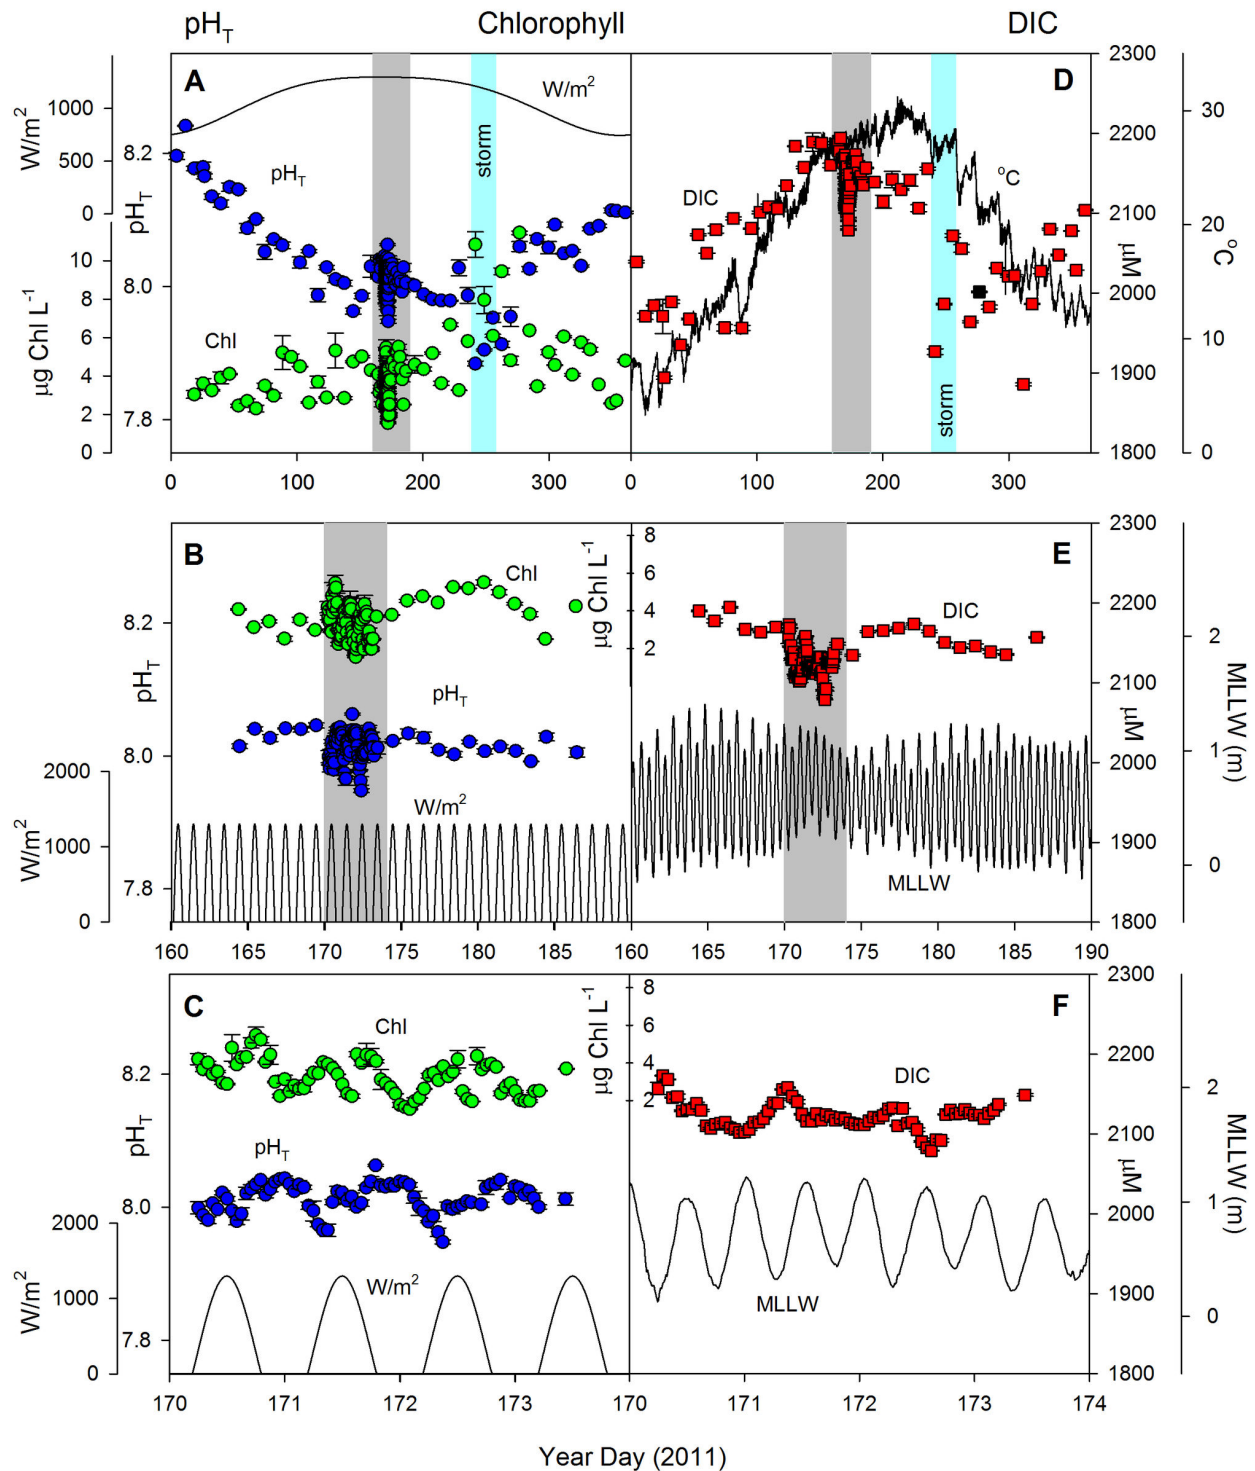 pH_T Chlorophyll DIC
A
W/m²
1000
500
0
W/m²
pH_T
8.2
8.0
7.8
µg Chl L⁻¹
10
8
6
4
2
0
pH_T
Chl
storm
0 100 200 300
D
DIC
°C
storm
2300
2200
2100
2000
1900
1800
µM
30
20
10
0
°C
0 100 200 300
B
Chl
pH_T
W/m²
pH_T
8.2
8.0
7.8
W/m²
2000
1000
0
160 165 170 175 180 185
E
µg Chl L⁻¹
8
6
4
2
DIC
MLLW
2300
2200
2100
2000
1900
1800
µM
MLLW (m)
2
1
0
160 165 170 175 180 185 190
C
Chl
pH_T
W/m²
pH_T
8.2
8.0
7.8
W/m²
2000
1000
0
170 171 172 173
F
µg Chl L⁻¹
8
6
4
2
DIC
MLLW
2300
2200
2100
2000
1900
1800
µM
MLLW (m)
2
1
0
170 171 172 173 174
Year Day (2011)